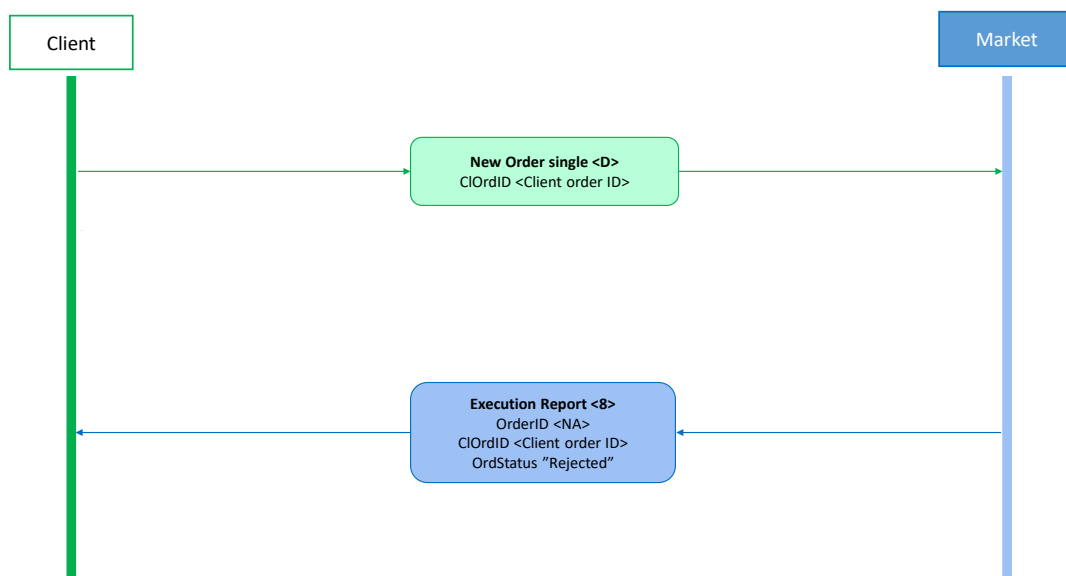 Client
Market
New Order single <D>
ClOrdID <Client order ID>
Execution Report <8>
OrderID <NA>
ClOrdID <Client order ID>
OrdStatus ”Rejected”